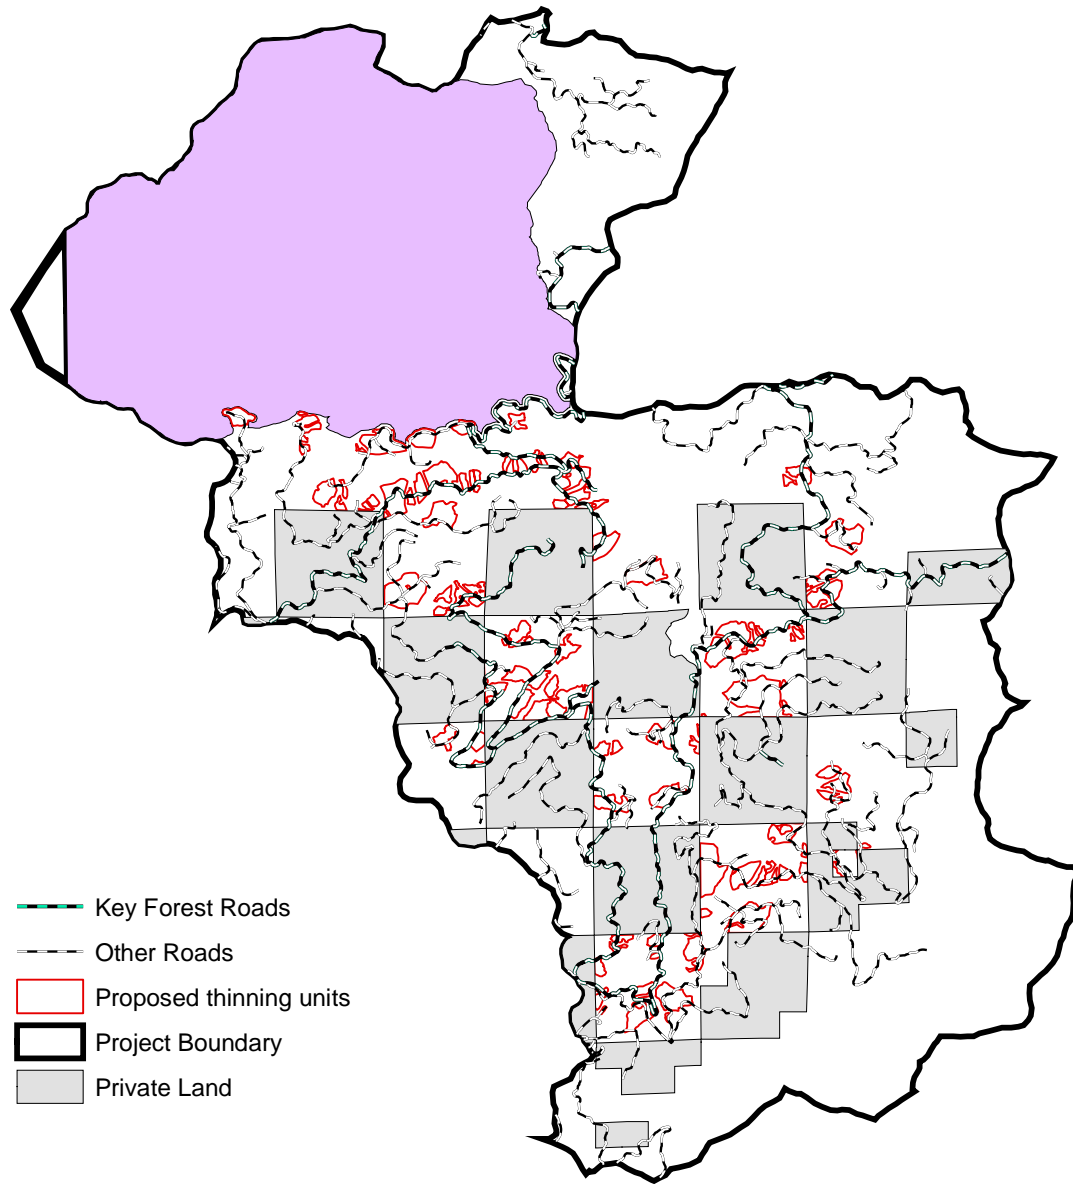 Key Forest Roads
Other Roads
Proposed thinning units
Project Boundary
Private Land